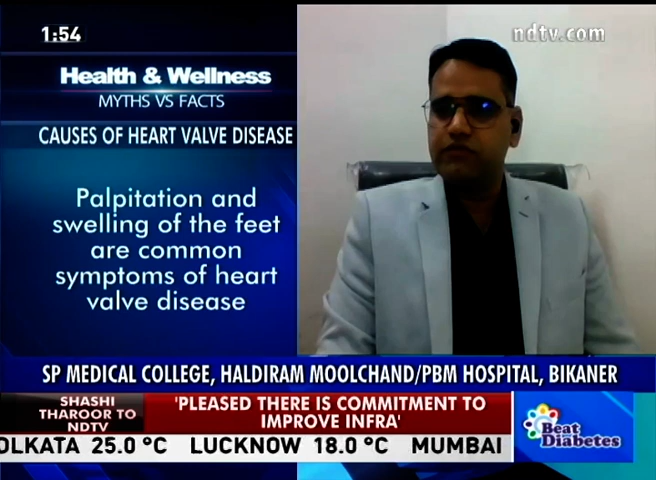 1:54
ndtv.com
Health & Wellness
MYTHS VS FACTS
CAUSES OF HEART VALVE DISEASE
Palpitation and
swelling of the feet
are common
symptoms of heart
valve disease
SP MEDICAL COLLEGE, HALDIRAM MOOLCHAND/PBM HOSPITAL, BIKANER
SHASHI
THAROOR TO
NDTV
'PLEASED THERE IS COMMITMENT TO
IMPROVE INFRA'
Beat
Diabetes
OLKATA 25.0 °C LUCKNOW 18.0 °C MUMBAI